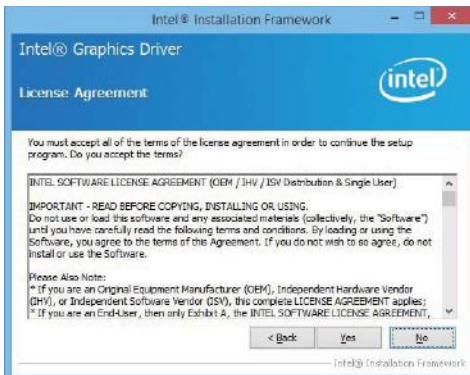 Intel® Installation Framework
Intel® Graphics Driver
License Agreement
intel
You must accept all of the terms of the license agreement in order to continue the setup
program. Do you accept the terms?
INTEL SOFTWARE LICENSE AGREEMENT (OEM / IHV / ISV Distribution & Single User)
IMPORTANT - READ BEFORE COPYING, INSTALLING OR USING.
Do not use or load this software and any associated materials (collectively, the "Software")
until you have carefully read the following terms and conditions. By loading or using the
Software, you agree to the terms of this Agreement. If you do not wish to so agree, do not
install or use the Software.
Please Also Note:
* If you are an Original Equipment Manufacturer (OEM), Independent Hardware Vendor
(IHV), or Independent Software Vendor (ISV), this complete LICENSE AGREEMENT applies;
* If you are an End-User, then only Exhibit A, the INTEL SOFTWARE LICENSE AGREEMENT,
< Back
Yes
No
Intel® Installation Framework